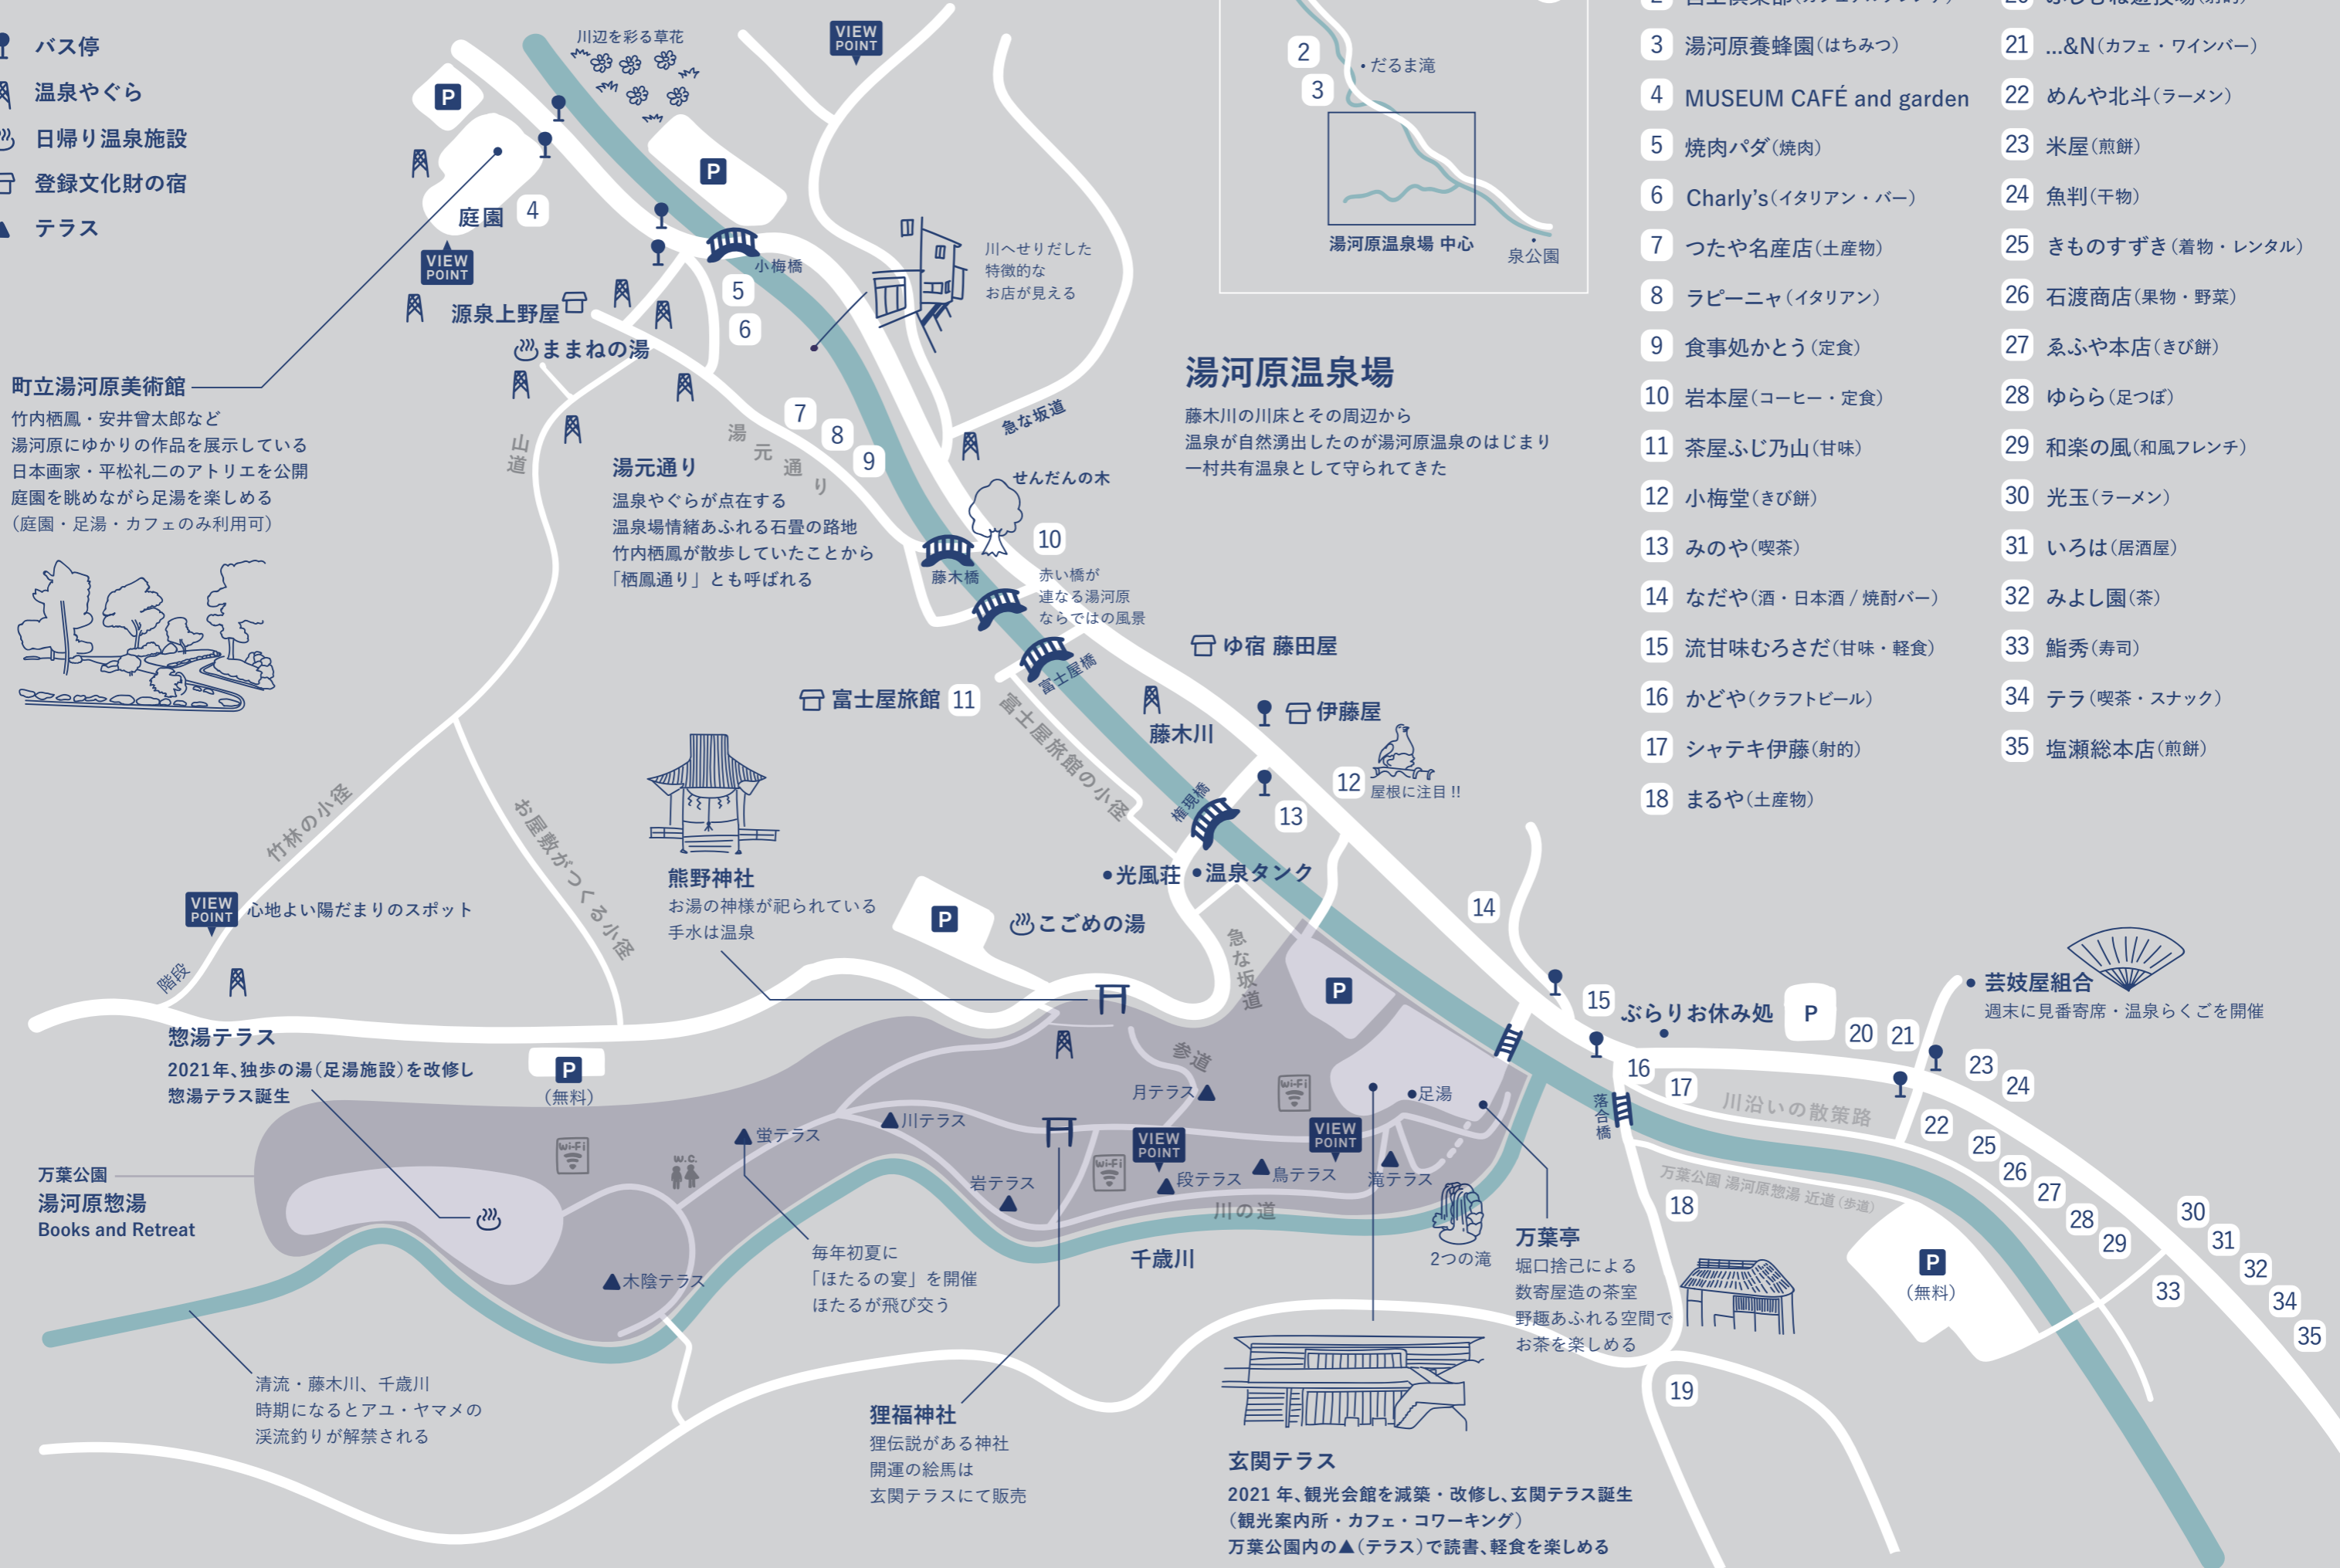 バス停
温泉やぐら
日帰り温泉施設
登録文化財の宿
テラス
川辺を彩る草花
VIEW
POINT
P
P
庭園
4
VIEW
POINT
小梅橋
5
6
川へせりだした
特徴的な
お店が見える
源泉上野屋
ままねの湯
町立湯河原美術館
竹内栖鳳・安井曾太郎など
湯河原にゆかりの作品を展示している
日本画家・平松礼二のアトリエを公開
庭園を眺めながら足湯を楽しめる
(庭園・足湯・カフェのみ利用可)
山道
湯元通り
7
8
9
湯元通り
温泉やぐらが点在する
温泉場情緒あふれる石畳の路地
竹内栖鳳が散歩していたことから
「栖鳳通り」とも呼ばれる
急な坂道
せんだんの木
10
藤木橋
赤い橋が
連なる湯河原
ならではの風景
富士屋橋
富士屋旅館 11
富士屋旅館の小径
ゆ宿 藤田屋
伊藤屋
藤木川
12
屋根に注目!!
権現橋
13
2
3
・だるま滝
湯河原温泉場 中心
泉公園
湯河原温泉場
藤木川の川床とその周辺から
温泉が自然湧出したのが湯河原温泉のはじまり
一村共有温泉として守られてきた
3 湯河原養蜂園(はちみつ)
4 MUSEUM CAFÉ and garden
5 焼肉パダ(焼肉)
6 Charly's(イタリアン・バー)
7 つたや名産店(土産物)
8 ラピーニャ(イタリアン)
9 食事処かとう(定食)
10 岩本屋(コーヒー・定食)
11 茶屋ふじ乃山(甘味)
12 小梅堂(きび餅)
13 みのや(喫茶)
14 なだや(酒・日本酒 / 焼酎バー)
15 流甘味むろさだ(甘味・軽食)
16 かどや(クラフトビール)
17 シャテキ伊藤(射的)
18 まるや(土産物)
21 ...&N(カフェ・ワインバー)
22 めんや北斗(ラーメン)
23 米屋(煎餅)
24 魚判(干物)
25 きものすずき(着物・レンタル)
26 石渡商店(果物・野菜)
27 ゑふや本店(きび餅)
28 ゆらら(足つぼ)
29 和楽の風(和風フレンチ)
30 光玉(ラーメン)
31 いろは(居酒屋)
32 みよし園(茶)
33 鮨秀(寿司)
34 テラ(喫茶・スナック)
35 塩瀬総本店(煎餅)
竹林の小径
お屋敷がつくる小径
VIEW
POINT
心地よい陽だまりのスポット
階段
熊野神社
お湯の神様が祀られている
手水は温泉
P
こごめの湯
•光風荘
•温泉タンク
急な坂道
14
15
ぶらりお休み処
P
20
21
芸妓屋組合
週末に見番寄席・温泉らくごを開催
惣湯テラス
2021年、独歩の湯(足湯施設)を改修し
惣湯テラス誕生
P
(無料)
参道
P
月テラス
Wi-Fi
•足湯
16
17
落合橋
川沿いの散策路
22
23
24
万葉公園
湯河原惣湯
Books and Retreat
Wi-Fi
W.C.
蛍テラス
川テラス
岩テラス
VIEW
POINT
VIEW
POINT
Wi-Fi
段テラス
鳥テラス
滝テラス
川の道
木陰テラス
万葉公園 湯河原惣湯 近道(歩道)
18
25
26
27
28
29
30
31
32
33
34
35
P
(無料)
毎年初夏に
「ほたるの宴」を開催
ほたるが飛び交う
千歳川
2つの滝
万葉亭
堀口捨己による
数寄屋造の茶室
野趣あふれる空間で
お茶を楽しめる
19
清流・藤木川、千歳川
時期になるとアユ・ヤマメの
渓流釣りが解禁される
狸福神社
狸伝説がある神社
開運の絵馬は
玄関テラスにて販売
玄関テラス
2021 年、観光会館を減築・改修し、玄関テラス誕生
(観光案内所・カフェ・コワーキング)
万葉公園内の▲(テラス)で読書、軽食を楽しめる